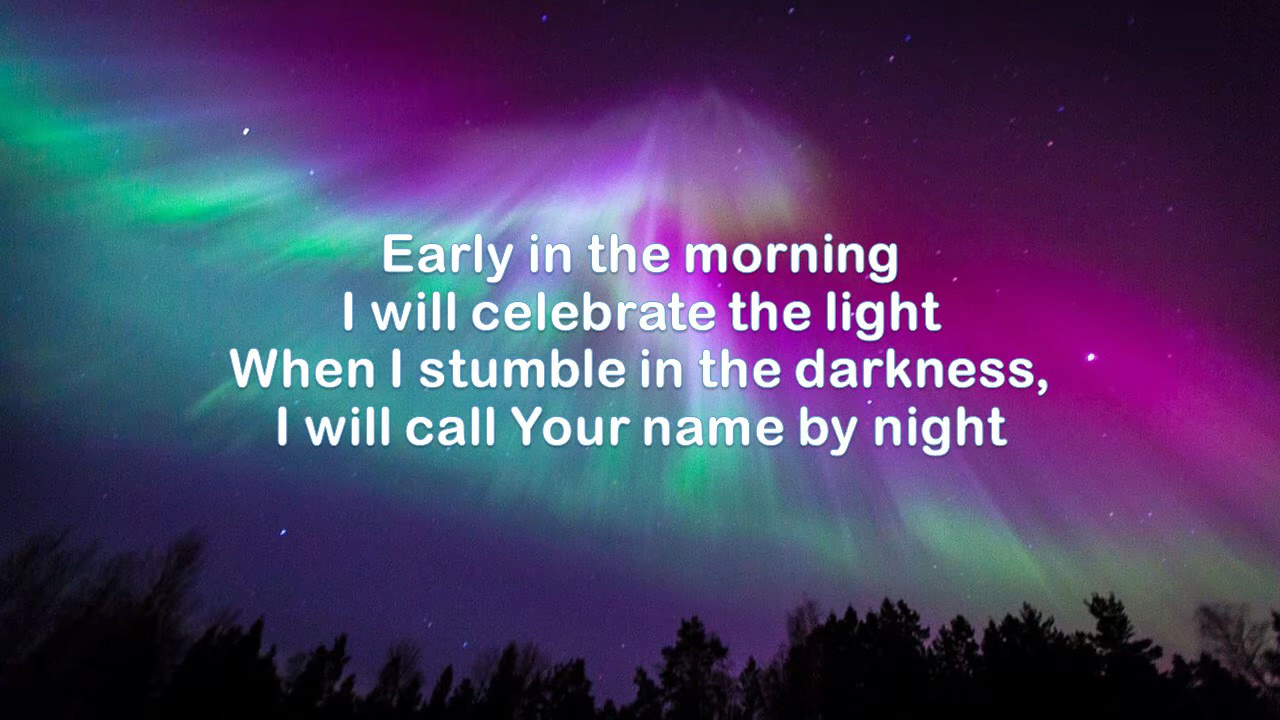 Early in the morning
I will celebrate the light
When I stumble in the darkness,
I will call Your name by night